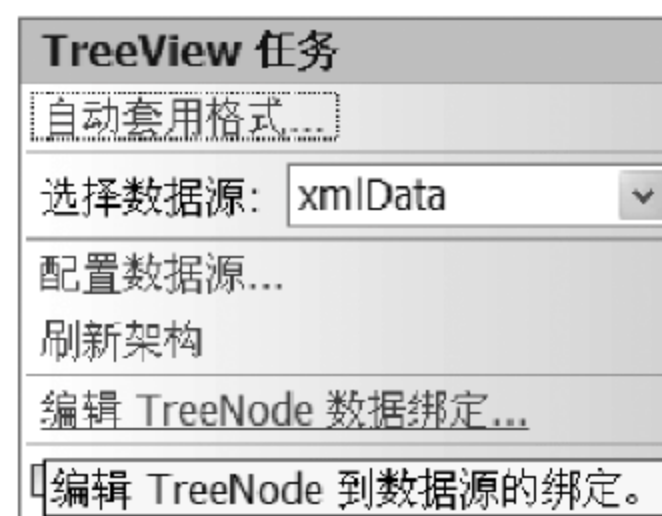 TreeView 任务
自动套用格式...
选择数据源: xmlData
配置数据源...
刷新架构
编辑 TreeNode 数据绑定...
编辑 TreeNode 到数据源的绑定。